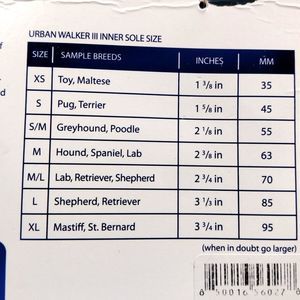 URBAN WALKER III INNER SOLE SIZE
SIZE SAMPLE BREEDS INCHES MM
XS Toy, Maltese 1 3/8 in 35
S Pug, Terrier 1 5/8 in 45
S/M Greyhound, Poodle 2 1/8 in 55
M Hound, Spaniel, Lab 2 3/8 in 63
M/L Lab, Retriever, Shepherd 2 3/4 in 70
L Shepherd, Retriever 3 1/2 in 85
XL Mastiff, St. Bernard 3 3/4 in 95
(when in doubt go larger)